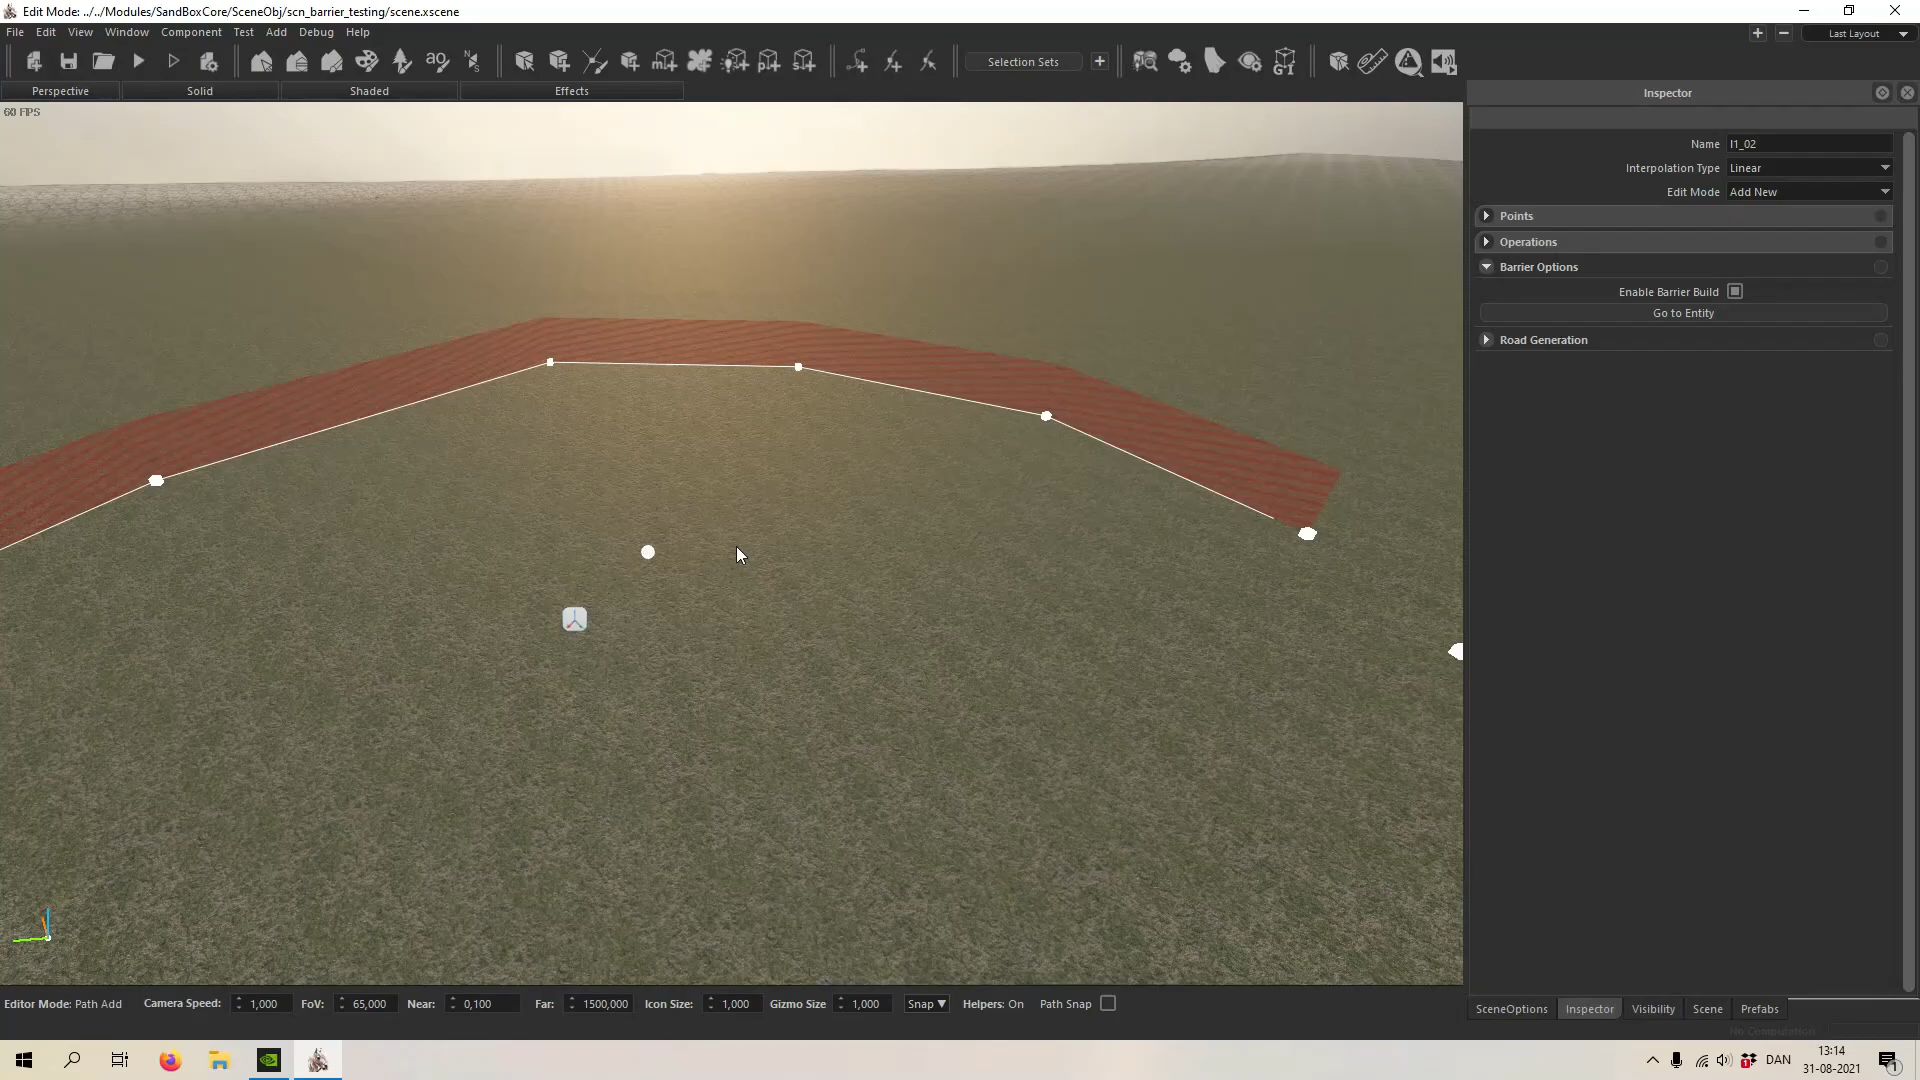 Edit Mode: ../../Modules/SandBoxCore/SceneObj/scn_barrier_testing/scene.xscene
File Edit View Window Component Test Add Debug Help
Last Layout
Selection Sets
Perspective Solid Shaded Effects
60 FPS
Inspector
Name l1_02
Interpolation Type Linear
Edit Mode Add New
Points
Operations
Barrier Options
Enable Barrier Build
Go to Entity
Road Generation
Editor Mode: Path Add Camera Speed: 1,000 FoV: 65,000 Near: 0,100 Far: 1500,000 Icon Size: 1,000 Gizmo Size 1,000 Snap Helpers: On Path Snap
SceneOptions Inspector Visibility Scene Prefabs
No Computation
DAN
13:14
31-08-2021